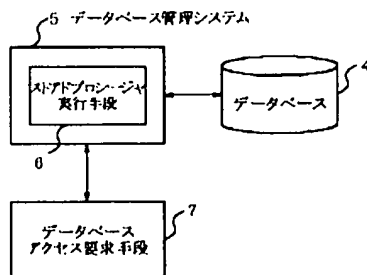 5 データベース管理システム
ストアドプロシージャ
実行手段
6
データベース
4
7
データベース
アクセス要求手段